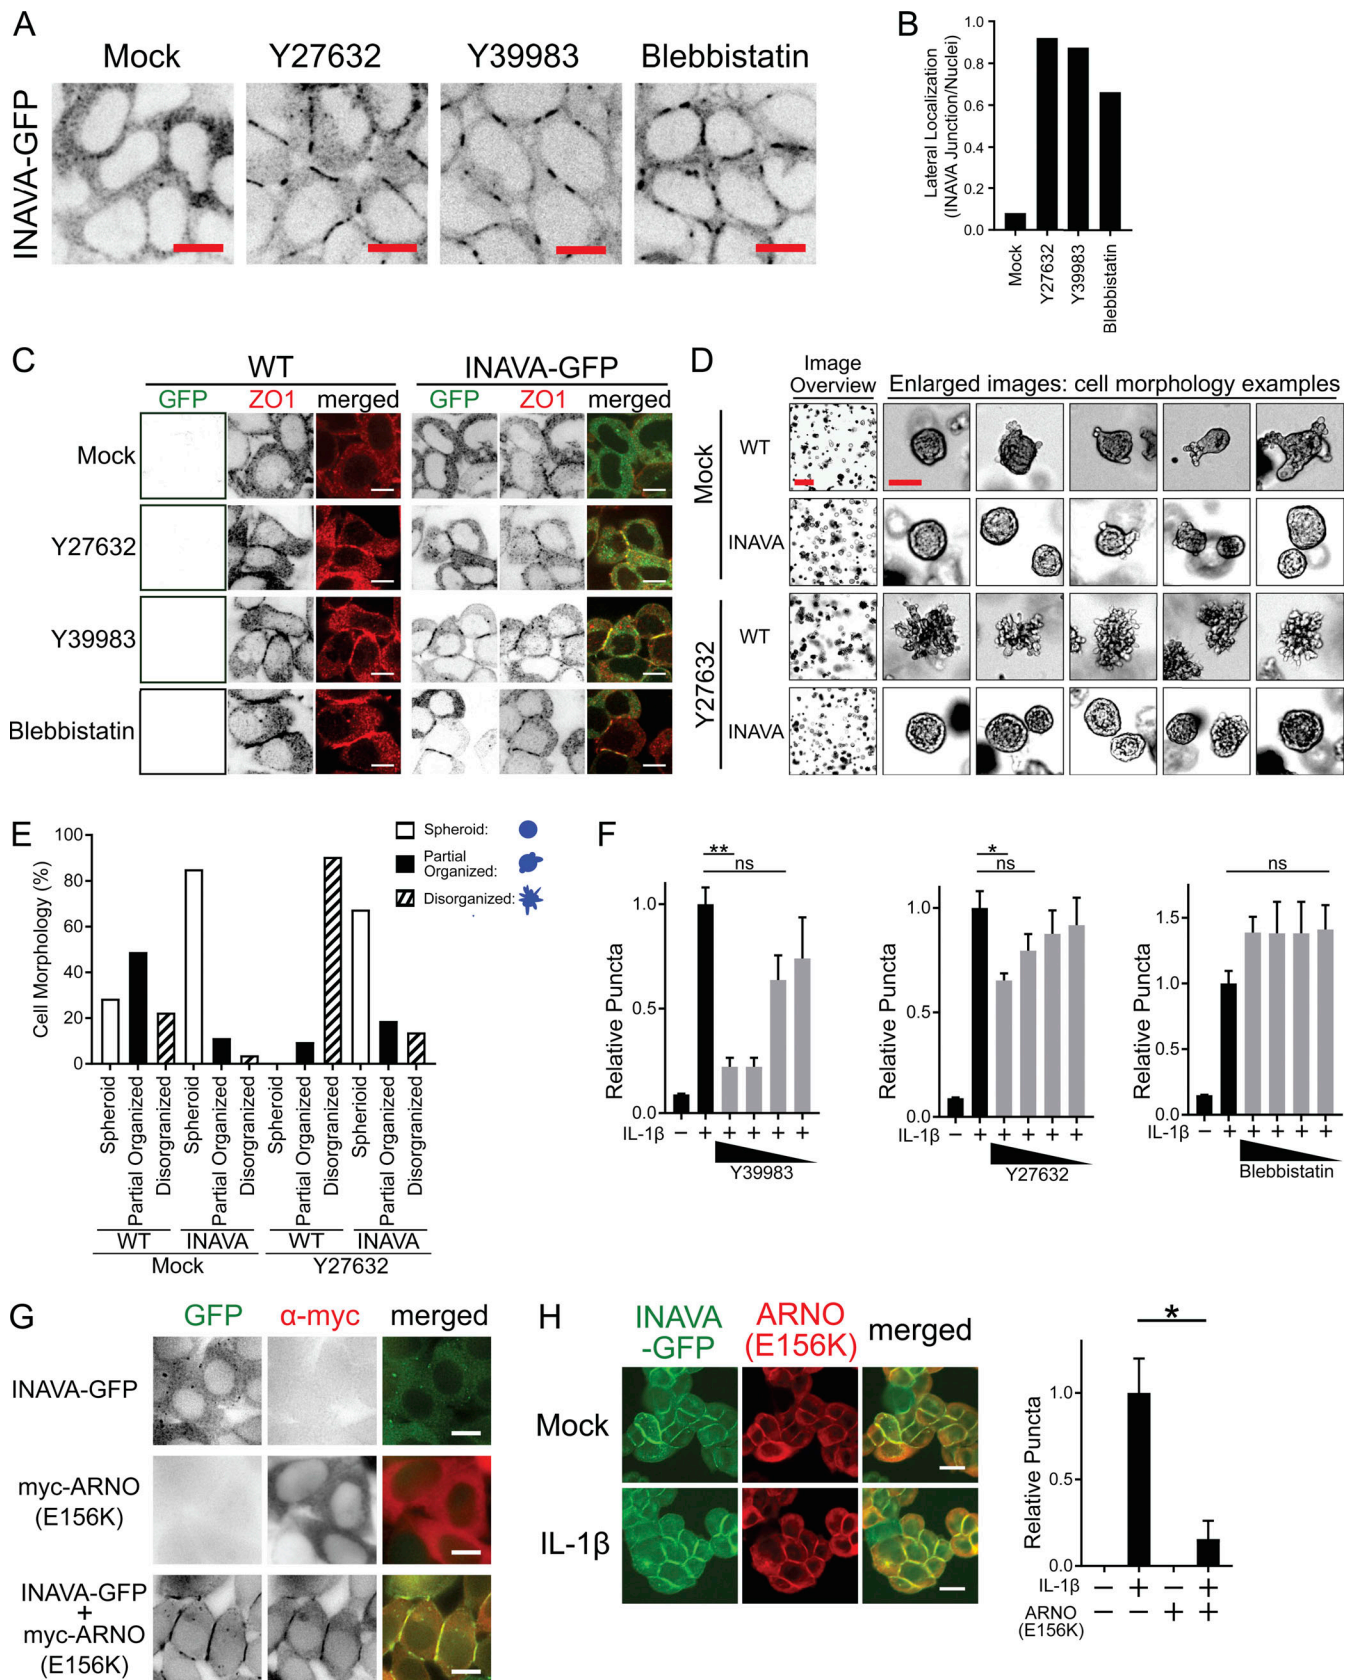 A
Mock
Y27632
Y39983
Blebbistatin
INAVA-GFP
B
Lateral Localization
(INAVA Junction/Nuclei)
1.0
0.8
0.6
0.4
0.2
0.0
Mock
Y27632
Y39983
Blebbistatin
C
WT
INAVA-GFP
GFP
ZO1
merged
GFP
ZO1
merged
Mock
Y27632
Y39983
Blebbistatin
D
Image
Overview
Enlarged images: cell morphology examples
Mock
WT
INAVA
Y27632
WT
INAVA
E
Cell Morphology (%)
100
80
60
40
20
0
Spheroid:
Partial
Organized:
Disorganized:
Spheroid
Partial Organized
Disorgranized
Spheroid
Partial Organized
Disorgranized
Spheroid
Partial Organized
Disorgranized
Spherioid
Partial Organized
Disorgranized
WT
INAVA
WT
INAVA
Mock
Y27632
F
Relative Puncta
1.0
0.5
0.0
**
ns
IL-1β
− + + + + +
Y39983
Relative Puncta
1.0
0.5
0.0
*
ns
IL-1β
− + + + + +
Y27632
Relative Puncta
1.5
1.0
0.5
0.0
ns
IL-1β
− + + + + +
Blebbistatin
G
GFP
α-myc
merged
INAVA-GFP
myc-ARNO
(E156K)
INAVA-GFP
+
myc-ARNO
(E156K)
H
INAVA
-GFP
ARNO
(E156K)
merged
Mock
IL-1β
Relative Puncta
1.0
0.5
0.0
*
IL-1β
− + − +
ARNO
(E156K)
− − + +